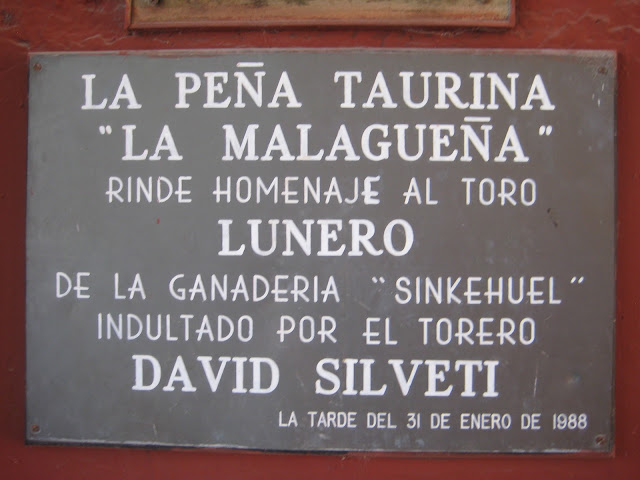 LA PEÑA TAURINA
"LA MALAGUEÑA"
RINDE HOMENAJE AL TORO
LUNERO
DE LA GANADERIA "SINKEHUEL"
INDULTADO POR EL TORERO
DAVID SILVETI
LA TARDE DEL 31 DE ENERO DE 1988